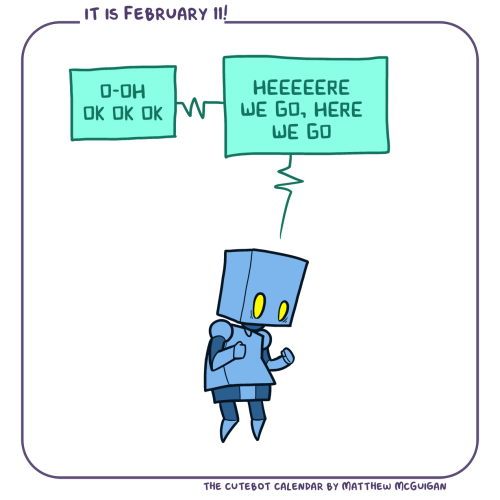 IT IS FEBRUARY 11!
O-OH
OK OK OK
HEEEEERE
WE GO, HERE
WE GO
THE CUTEBOT CALENDAR BY MATTHEW MCGUIGAN